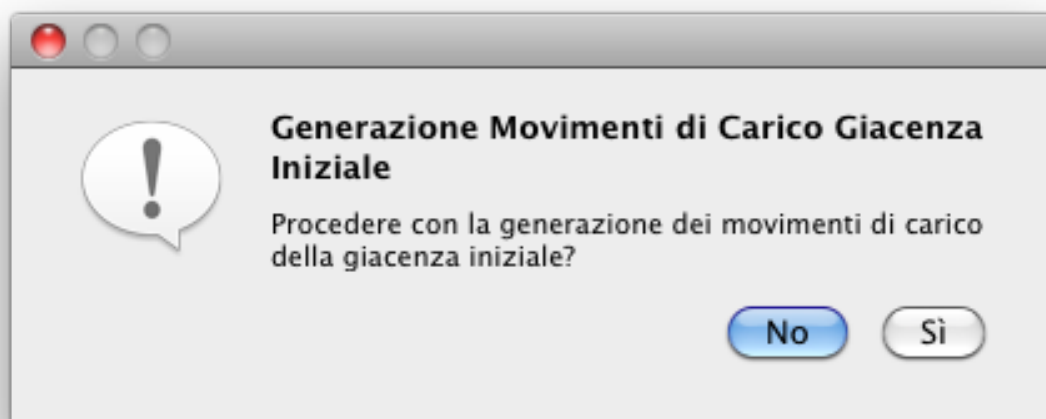 Generazione Movimenti di Carico Giacenza
Iniziale
Procedere con la generazione dei movimenti di carico
della giacenza iniziale?
No Sì